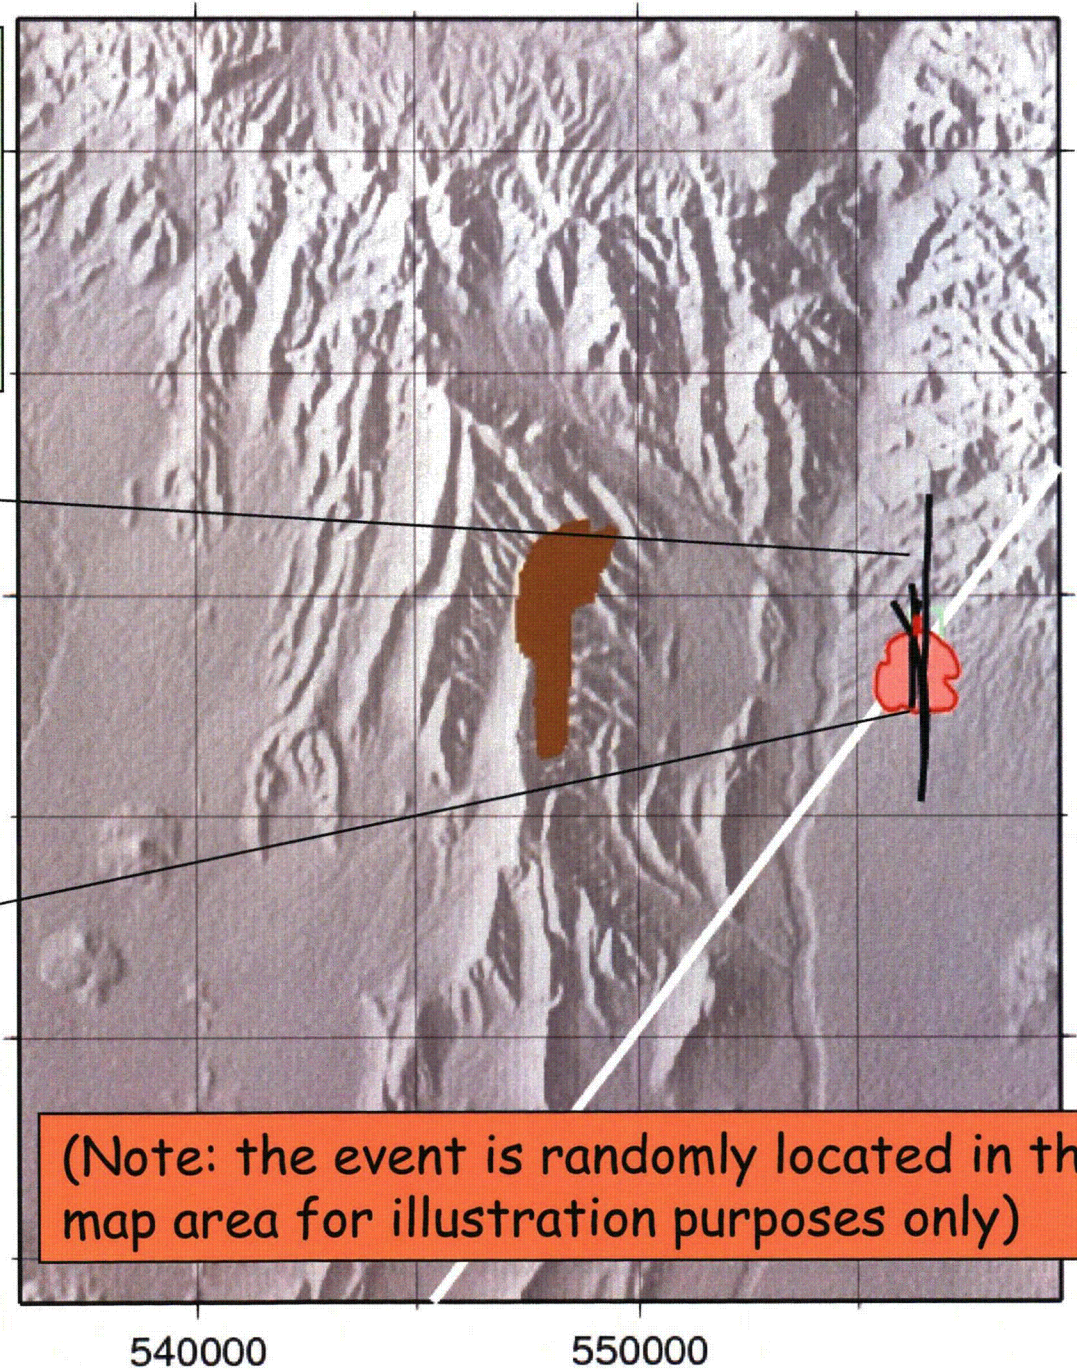 (Note: the event is randomly located in th
map area for illustration purposes only)
540000
550000